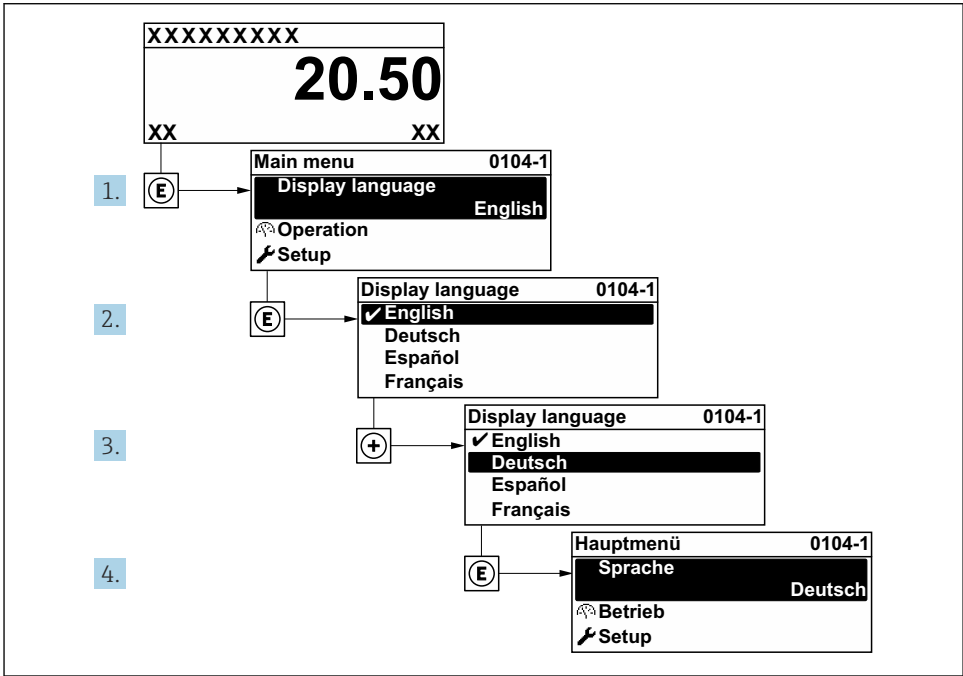 XXXXXXXXX
20.50
XX XX
1. E
Main menu 0104-1
Display language
English
Operation
Setup
2. E
Display language 0104-1
✔ English
Deutsch
Español
Français
3. +
Display language 0104-1
✔ English
Deutsch
Español
Français
4. E
Hauptmenü 0104-1
Sprache
Deutsch
Betrieb
Setup